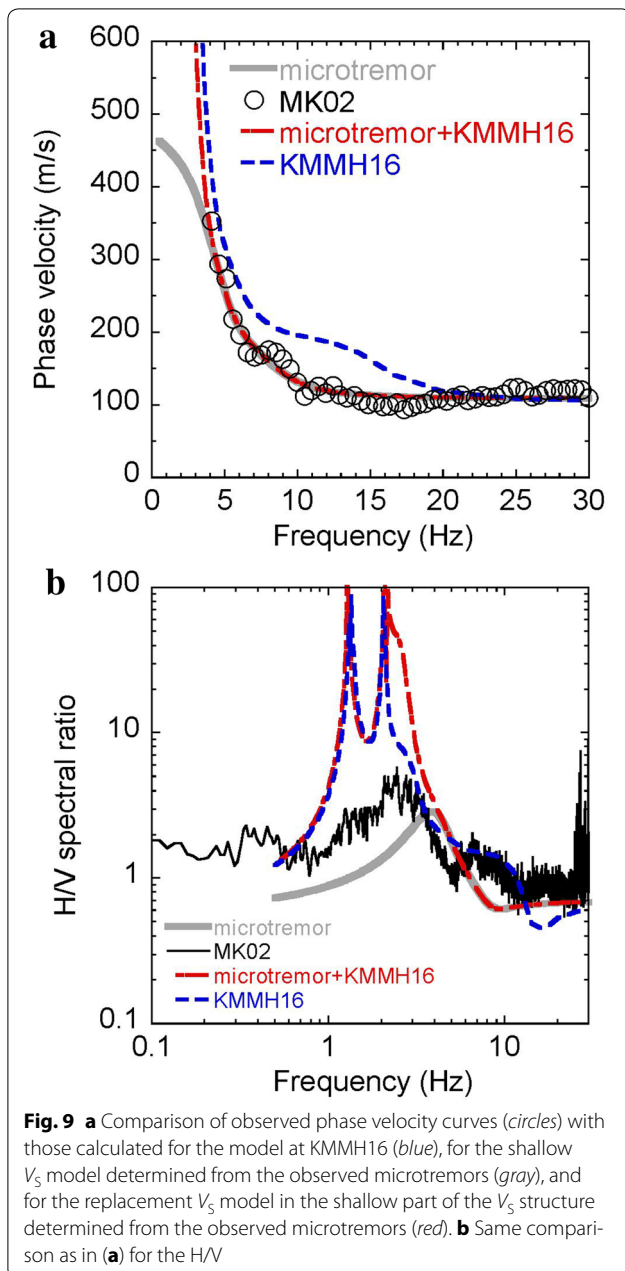 a
600
500
400
300
200
100
0
Phase velocity (m/s)
microtremor
MK02
microtremor+KMMH16
KMMH16
0 5 10 15 20 25 30
Frequency (Hz)
b
100
10
1
0.1
H/V spectral ratio
microtremor
MK02
microtremor+KMMH16
KMMH16
0.1 1 10
Frequency (Hz)
Fig. 9 a Comparison of observed phase velocity curves (circles) with
those calculated for the model at KMMH16 (blue), for the shallow
VS model determined from the observed microtremors (gray), and
for the replacement VS model in the shallow part of the VS structure
determined from the observed microtremors (red). b Same compari-
son as in (a) for the H/V